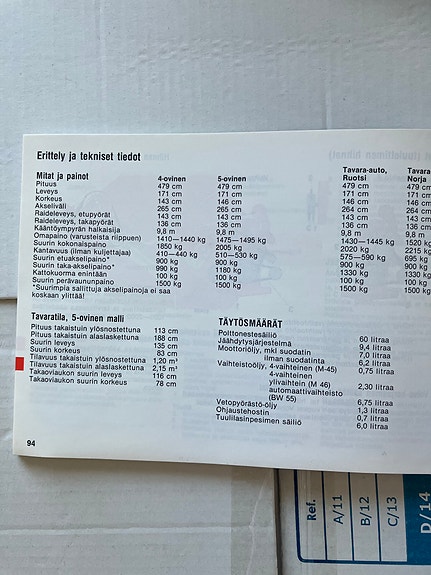 Erittely ja tekniset tiedot
Tavara-auto, Tavara
Mitat ja painot 4-ovinen 5-ovinen Ruotsi Norja
Pituus 479 cm 479 cm 479 cm 479 cm
Leveys 171 cm 171 cm 171 cm 171 cm
Korkeus 143 cm 146 cm 146 cm 146 cm
Akseliväli 265 cm 265 cm 264 cm 264 cm
Raideleveys, etupyörät 143 cm 143 cm 143 cm 143 cm
Raideleveys, takapyörät 136 cm 136 cm 136 cm 136 cm
Kääntöympyrän halkaisija 9,8 m 9,8 m 9,8 m 9,8 m
Omapaino (varusteista riippuen) 1410—1440 kg 1475—1495 kg 1430—1445 kg 1520 k
Suurin kokonaispaino 1850 kg 2005 kg 2020 kg 2215 k
Kantavuus (ilman kuljettajaa) 410—440 kg 510—530 kg 575—590 kg 695 kg
Suurin etuakselipaino* 900 kg 900 kg 900 kg 900 kg
Suurin taka-akselipaino* 990 kg 1180 kg 1330 kg 1330 k
Kattokuorma enintään 100 kg 100 kg 100 kg 100 kg
Suurin perävaununpaino 1500 kg 1500 kg 1500 kg 1500 k
*Suurimpia sallittuja akselipainoja ei saa
koskaan ylittää!
Tavaratila, 5-ovinen malli
Pituus takaistuin ylösnostettuna 113 cm
Pituus takaistuin alaslaskettuna 188 cm
Suurin leveys 135 cm
Suurin korkeus 83 cm
Tilavuus takaistuin ylösnostettuna 1,20 m³
Tilavuus takaistuin alaslaskettuna 2,15 m³
Takaoviaukon suurin leveys 116 cm
Takaoviaukon suurin korkeus 78 cm
TÄYTÖSMÄÄRÄT
Polttonestesäiliö 60 litraa
Jäähdytysjärjestelmä 9,4 litraa
Moottoriöljy, mkl suodatin 7,0 litraa
ilman suodatinta 6,2 litraa
Vaihteistoöljy, 4-vaihteinen (M-45) 0,75 litraa
4-vaihteinen
ylivaihtein (M 46) 2,30 litraa
automaattivaihteisto
(BW 55) 6,75 litraa
Vetopyörästö-öljy 1,3 litraa
Ohjaustehostin 0,7 litraa
Tuulilasinpesimen säiliö 6,0 litraa
94
Ref.
A/11
B/12
C/13
D/14